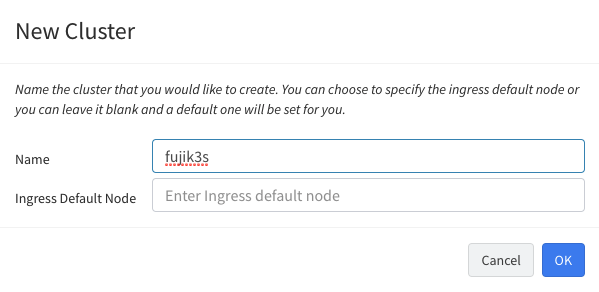 New Cluster
Name the cluster that you would like to create. You can choose to specify the ingress default node or
you can leave it blank and a default one will be set for you.
Name
fujik3s
Ingress Default Node
Enter Ingress default node
Cancel
OK